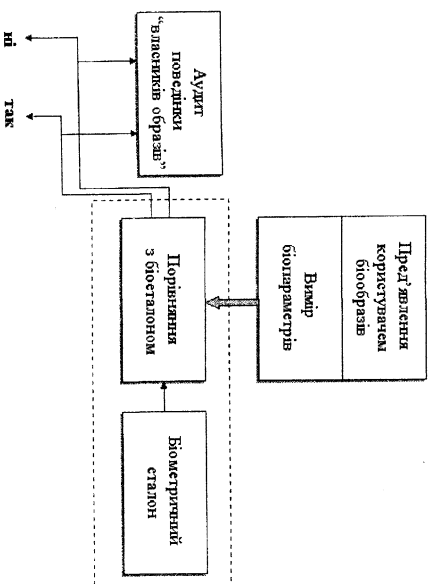 Пред’явлення
користувачем
біообразів
Вимір
біопараметрів
Аудит
поведінки
“власників образів”
Порівняння
з біоеталоном
Біометричний
еталон
ні
так